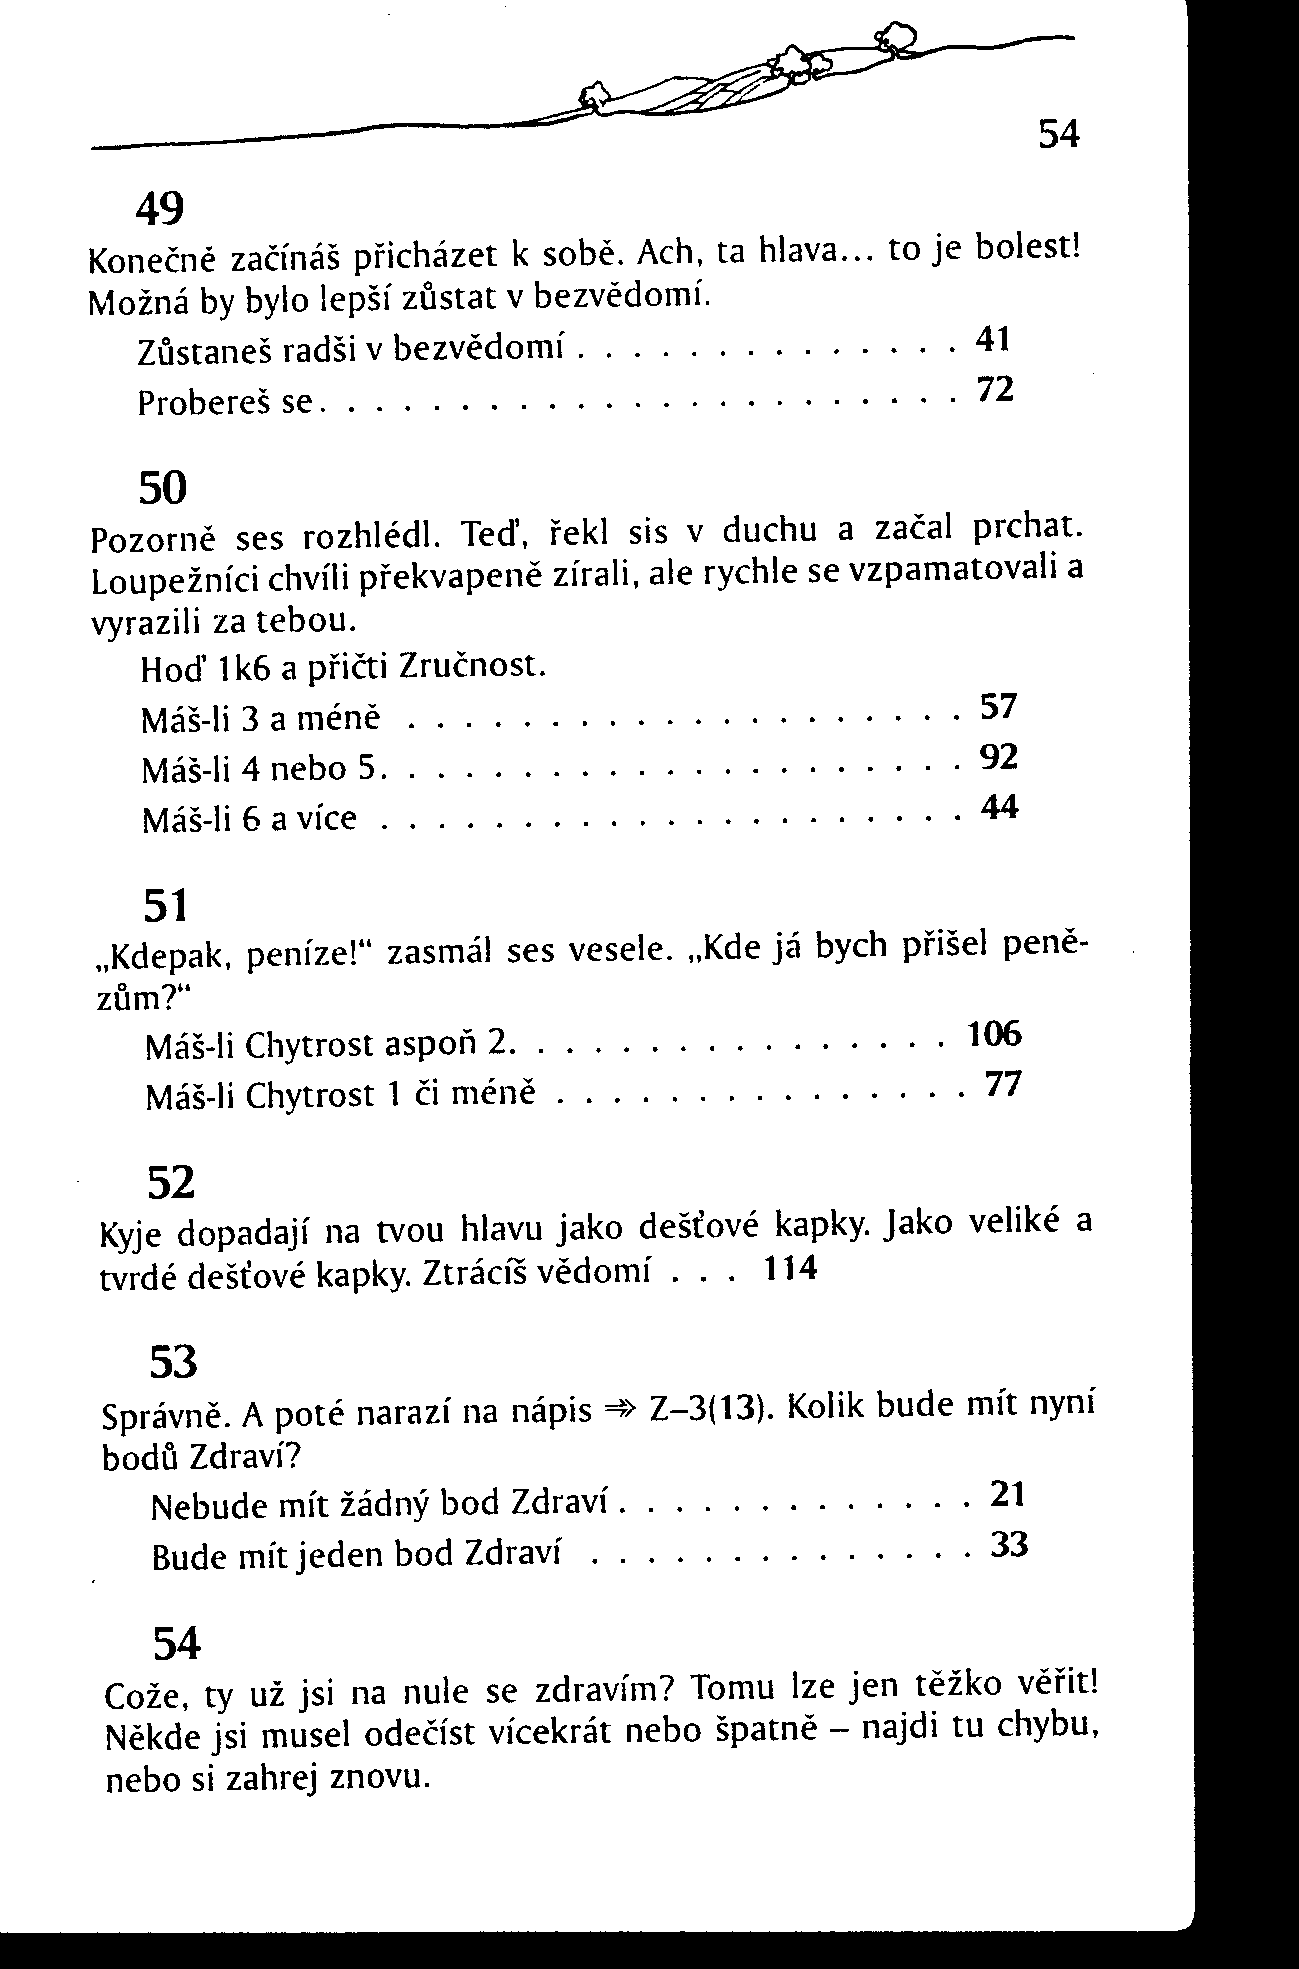 54
49
Konečně začínáš přicházet k sobě. Ach, ta hlava... to je bolest!
Možná by bylo lepší zůstat v bezvědomí.
Zůstaneš radši v bezvědomí . . . . . . . . . . . . . . 41
Probereš se. . . . . . . . . . . . . . . . . . . . . . . 72
50
Pozorně ses rozhlédl. Teď, řekl sis v duchu a začal prchat.
Loupežníci chvíli překvapeně zírali, ale rychle se vzpamatovali a
vyrazili za tebou.
Hoď 1k6 a přičti Zručnost.
Máš-li 3 a méně . . . . . . . . . . . . . . . . . . . . 57
Máš-li 4 nebo 5. . . . . . . . . . . . . . . . . . . . . 92
Máš-li 6 a více . . . . . . . . . . . . . . . . . . . . . 44
51
„Kdepak, peníze!“ zasmál ses vesele. „Kde já bych přišel peně-
zům?“
Máš-li Chytrost aspoň 2. . . . . . . . . . . . . . . . 106
Máš-li Chytrost 1 či méně . . . . . . . . . . . . . . . 77
52
Kyje dopadají na tvou hlavu jako dešťové kapky. Jako veliké a
tvrdé dešťové kapky. Ztrácíš vědomí . . . 114
53
Správně. A poté narazí na nápis ⇻ Z–3(13). Kolik bude mít nyní
bodů Zdraví?
Nebude mít žádný bod Zdraví . . . . . . . . . . . . . 21
Bude mít jeden bod Zdraví . . . . . . . . . . . . . . 33
54
Cože, ty už jsi na nule se zdravím? Tomu lze jen těžko věřit!
Někde jsi musel odečíst vícekrát nebo špatně – najdi tu chybu,
nebo si zahrej znovu.